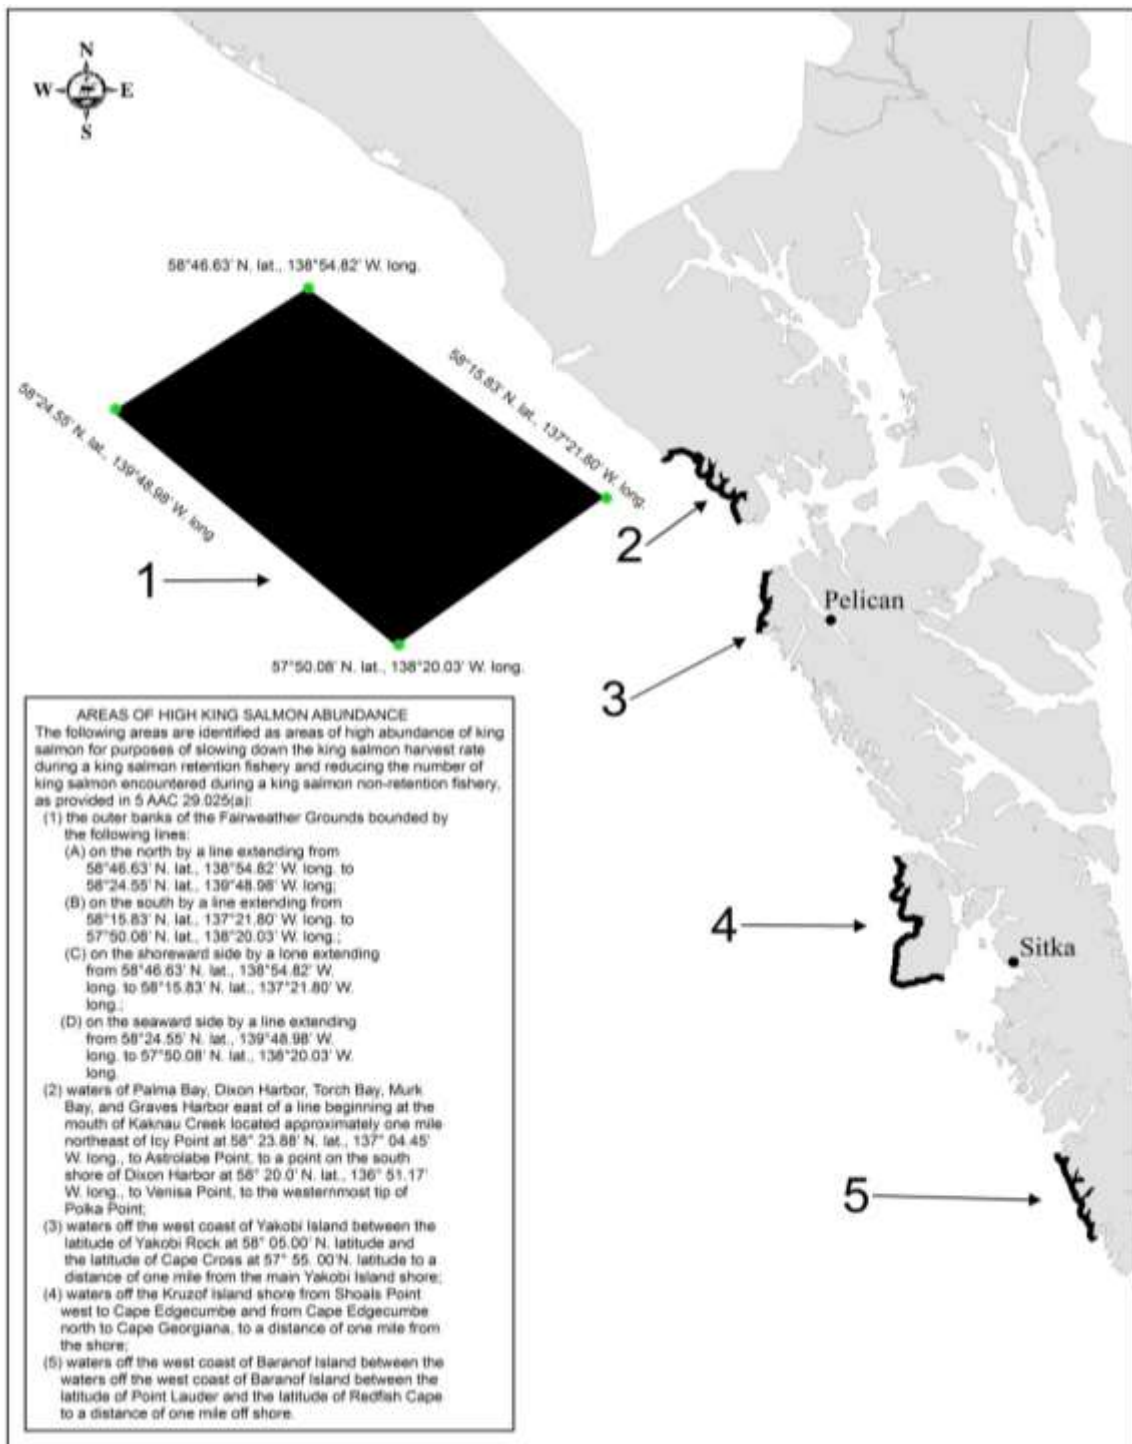 N
W E
S
58°46.63' N. lat., 138°54.82' W. long.
58°15.83' N. lat., 137°21.80' W. long.
58°24.55' N. lat., 139°48.98' W. long
1
2
57°50.08' N. lat., 138°20.03' W. long.
Pelican
3
4
Sitka
5
AREAS OF HIGH KING SALMON ABUNDANCE
The following areas are identified as areas of high abundance of king
salmon for purposes of slowing down the king salmon harvest rate
during a king salmon retention fishery and reducing the number of
king salmon encountered during a king salmon non-retention fishery,
as provided in 5 AAC 29.025(a):
(1) the outer banks of the Fairweather Grounds bounded by
the following lines:
(A) on the north by a line extending from
58°46.63' N. lat., 138°54.82' W. long. to
58°24.55' N. lat., 139°48.98' W. long;
(B) on the south by a line extending from
58°15.83' N. lat., 137°21.80' W. long. to
57°50.08' N. lat., 138°20.03' W. long.;
(C) on the shoreward side by a lone extending
from 58°46.63' N. lat., 138°54.82' W.
long. to 58°15.83' N. lat., 137°21.80' W.
long.;
(D) on the seaward side by a line extending
from 58°24.55' N. lat., 139°48.98' W.
long. to 57°50.08' N. lat., 138°20.03' W.
long.
(2) waters of Palma Bay, Dixon Harbor, Torch Bay, Murk
Bay, and Graves Harbor east of a line beginning at the
mouth of Kaknau Creek located approximately one mile
northeast of Icy Point at 58° 23.88' N. lat., 137° 04.45'
W. long., to Astrolabe Point, to a point on the south
shore of Dixon Harbor at 58° 20.0' N. lat., 136° 51.17'
W. long., to Venisa Point, to the westernmost tip of
Polka Point;
(3) waters off the west coast of Yakobi Island between the
latitude of Yakobi Rock at 58° 05.00' N. latitude and
the latitude of Cape Cross at 57° 55. 00'N. latitude to a
distance of one mile from the main Yakobi Island shore;
(4) waters off the Kruzof Island shore from Shoals Point
west to Cape Edgecumbe and from Cape Edgecumbe
north to Cape Georgiana, to a distance of one mile from
the shore;
(5) waters off the west coast of Baranof Island between the
waters off the west coast of Baranof Island between the
latitude of Point Lauder and the latitude of Redfish Cape
to a distance of one mile off shore.